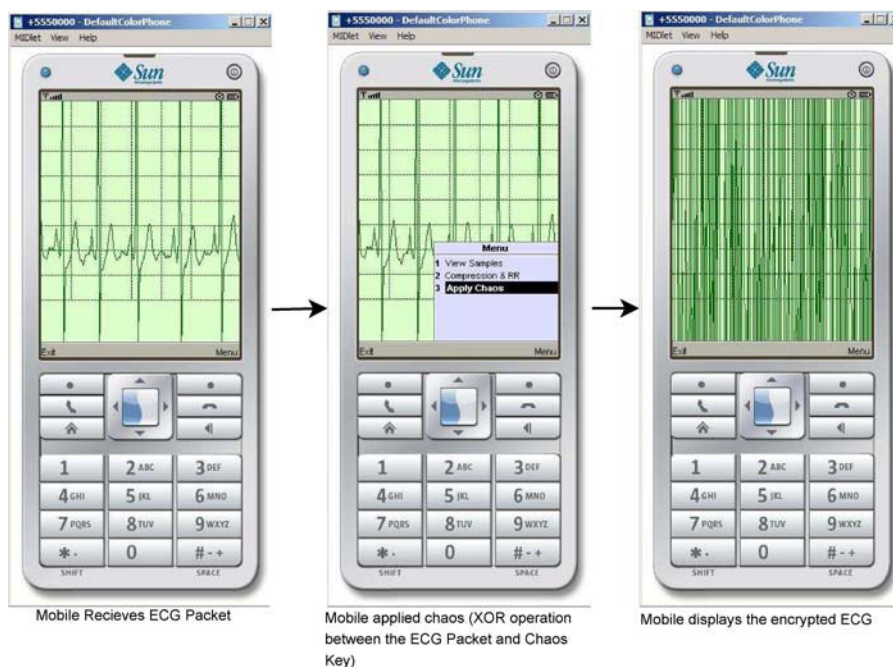 +5550000 - DefaultColorPhone
MIDlet View Help
Sun
Exit Menu
1 2 ABC 3 DEF
4 GHI 5 JKL 6 MNO
7 PQRS 8 TUV 9 WXYZ
* . 0 # - +
SHIFT SPACE
Mobile Recieves ECG Packet
+5550000 - DefaultColorPhone
MIDlet View Help
Sun
Menu
1 View Samples
2 Compression & RR
3 Apply Chaos
Exit Menu
1 2 ABC 3 DEF
4 GHI 5 JKL 6 MNO
7 PQRS 8 TUV 9 WXYZ
* . 0 # - +
SHIFT SPACE
Mobile applied chaos (XOR operation
between the ECG Packet and Chaos
Key)
+5550000 - DefaultColorPhone
MIDlet View Help
Sun
Exit Menu
1 2 ABC 3 DEF
4 GHI 5 JKL 6 MNO
7 PQRS 8 TUV 9 WXYZ
* . 0 # - +
SHIFT SPACE
Mobile displays the encrypted ECG